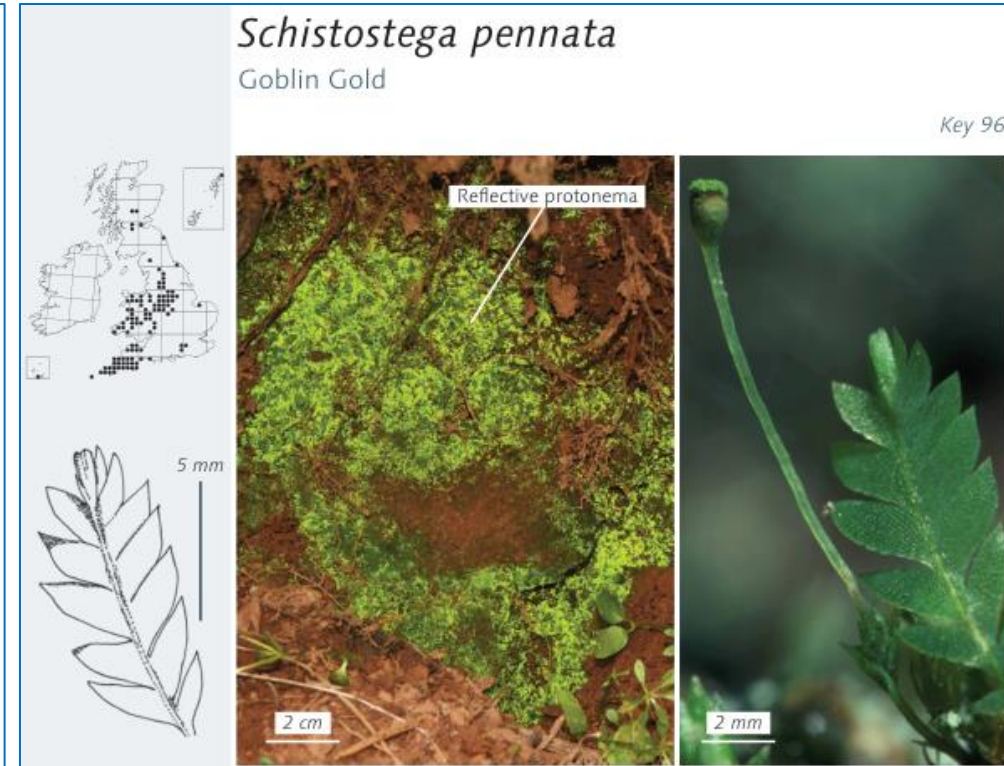 Schistostega pennata
Goblin Gold
Key 96
Reflective protonema
5 mm
2 cm
2 mm